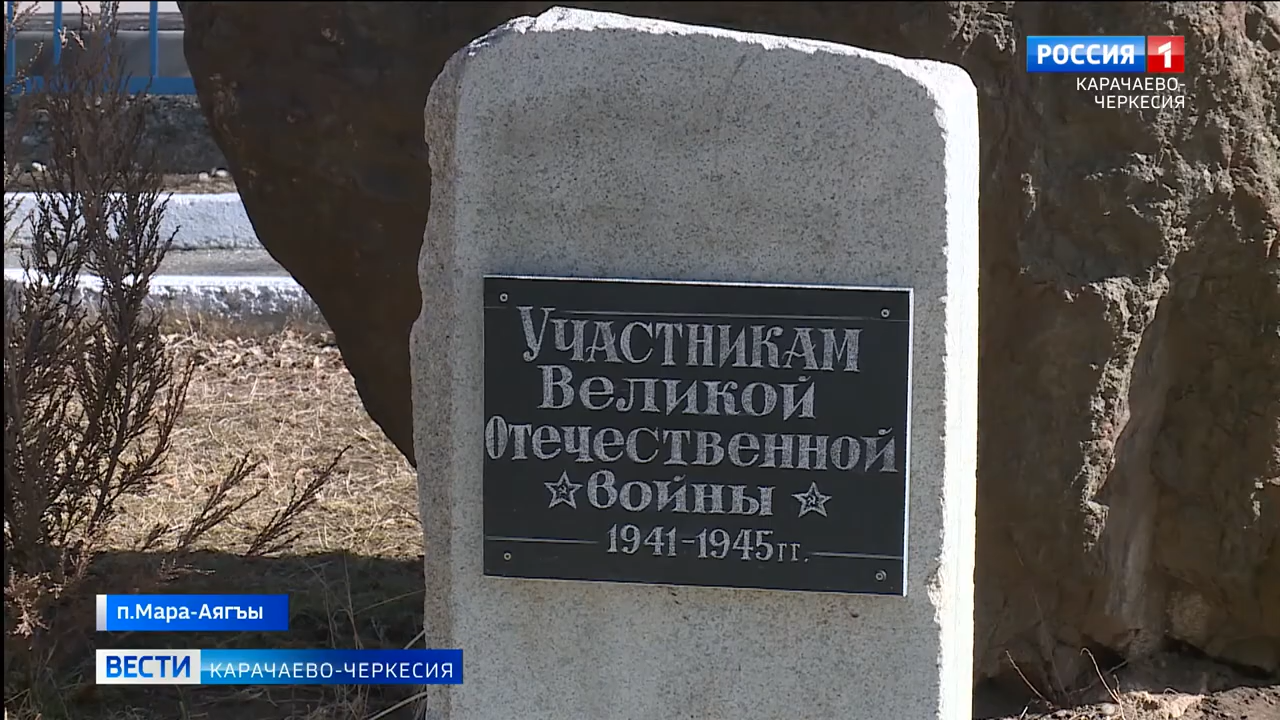 РОССИЯ 1
КАРАЧАЕВО-
ЧЕРКЕСИЯ
Участникам
Великой
Отечественной
войны
1941-1945гг.
п.Мара-Аягъы
ВЕСТИ КАРАЧАЕВО-ЧЕРКЕСИЯ